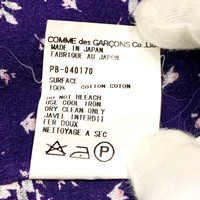 COMME des GARÇONS Co.,Ltd.
MADE IN JAPAN
FABRIQUE AU JAPON
PB-040170
SURFACE
100% COTTON COTON
DO NOT BLEACH
USE COOL IRON
DRY CLEAN ONLY
JAVEL INTERDIT
FER DOUX
NETTOYAGE A SEC
P